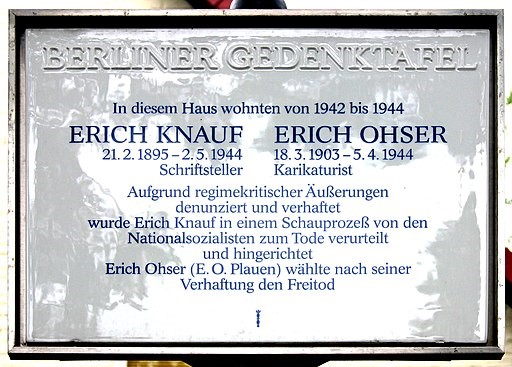 BERLINER GEDENKTAFEL
In diesem Haus wohnten von 1942 bis 1944
ERICH KNAUF ERICH OHSER
21. 2. 1895 – 2. 5. 1944 18. 3. 1903 – 5. 4. 1944
Schriftsteller Karikaturist
Aufgrund regimekritischer Äußerungen
denunziert und verhaftet
wurde Erich Knauf in einem Schauprozeß von den
Nationalsozialisten zum Tode verurteilt
und hingerichtet
Erich Ohser (E. O. Plauen) wählte nach seiner
Verhaftung den Freitod